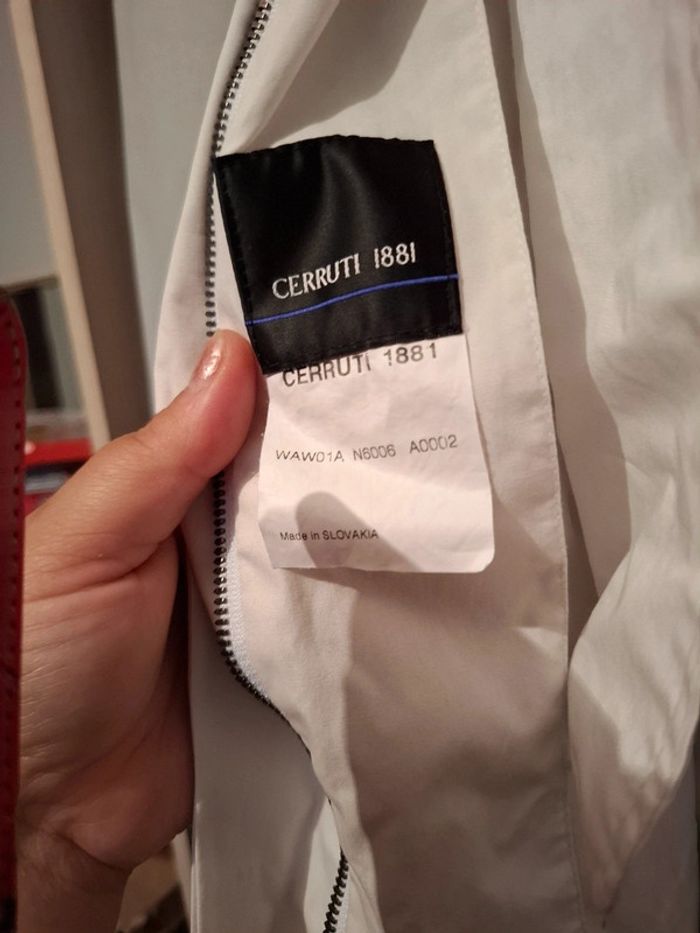 CERRUTI 1881
CERRUTI 1881
WAW01A N6006 A0002
Made in SLOVAKIA